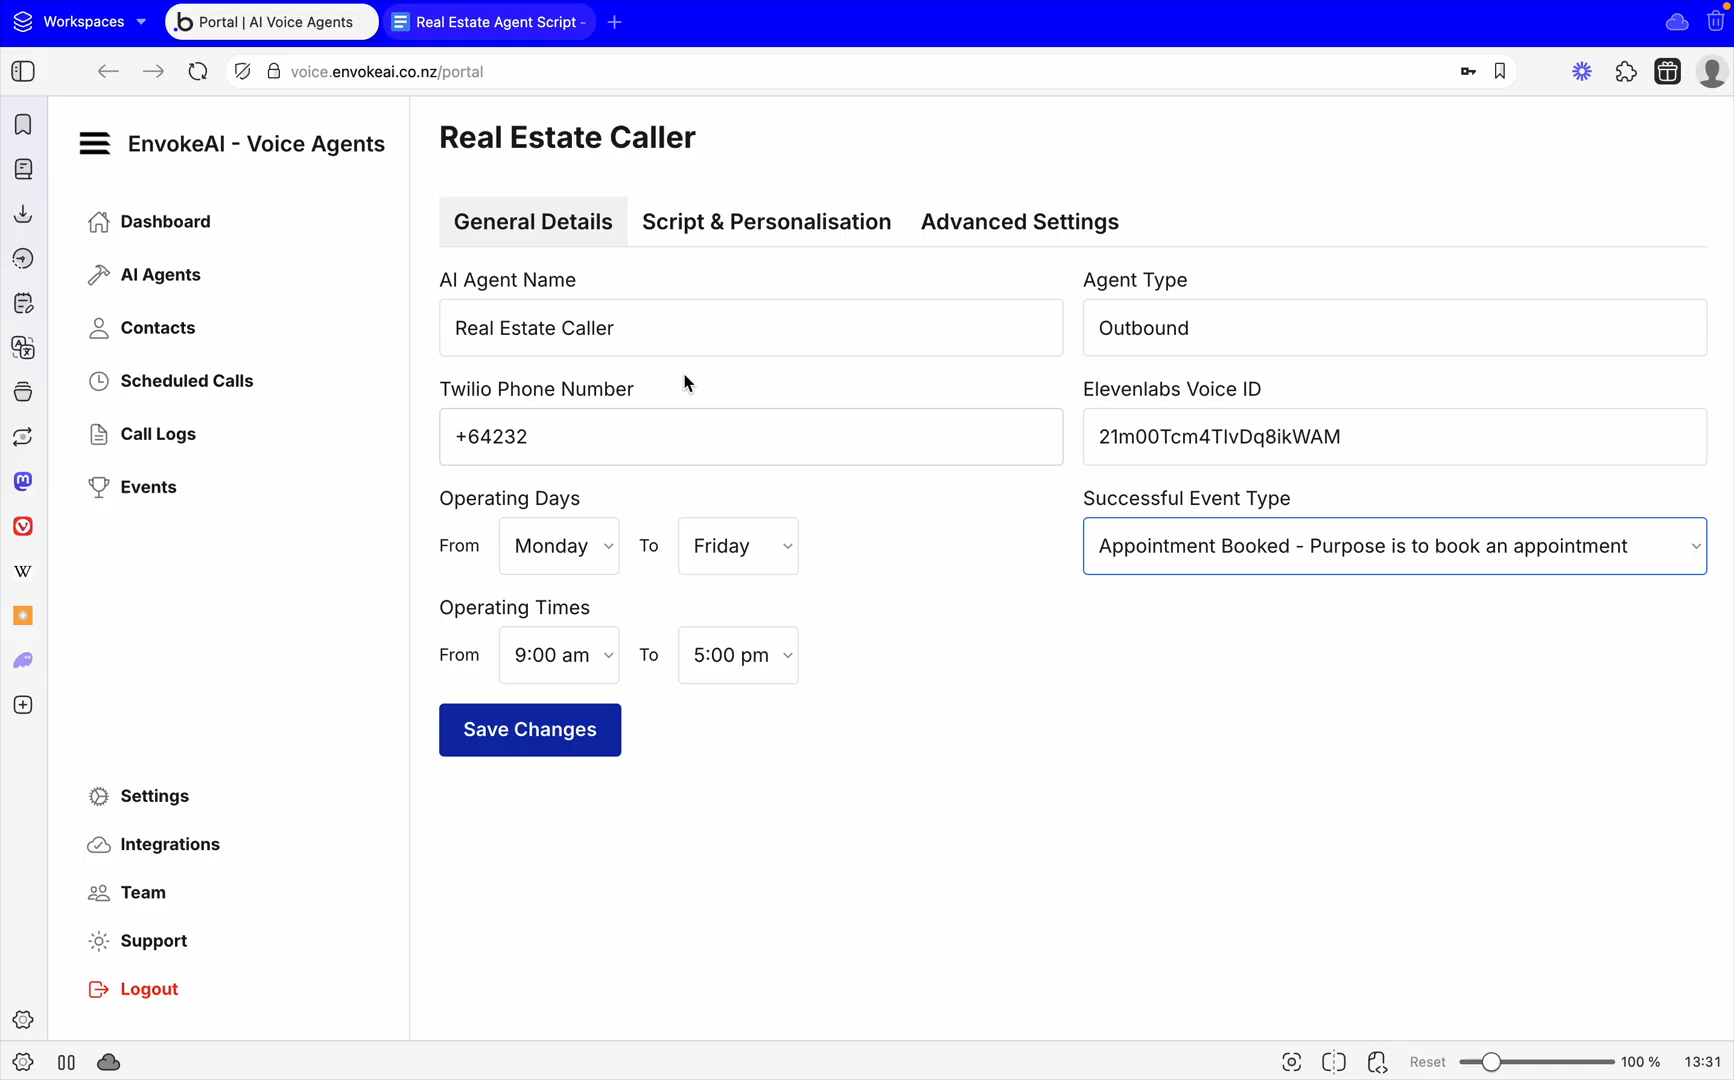 Workspaces
Portal | AI Voice Agents
Real Estate Agent Script -
voice.envokeai.co.nz/portal
EnvokeAI - Voice Agents
Dashboard
AI Agents
Contacts
Scheduled Calls
Call Logs
Events
Settings
Integrations
Team
Support
Logout
Real Estate Caller
General Details
Script & Personalisation
Advanced Settings
AI Agent Name
Real Estate Caller
Agent Type
Outbound
Twilio Phone Number
+64232
Elevenlabs Voice ID
21m00Tcm4TlvDq8ikWAM
Operating Days
From Monday To Friday
Successful Event Type
Appointment Booked - Purpose is to book an appointment
Operating Times
From 9:00 am To 5:00 pm
Save Changes
Reset
100 %
13:31